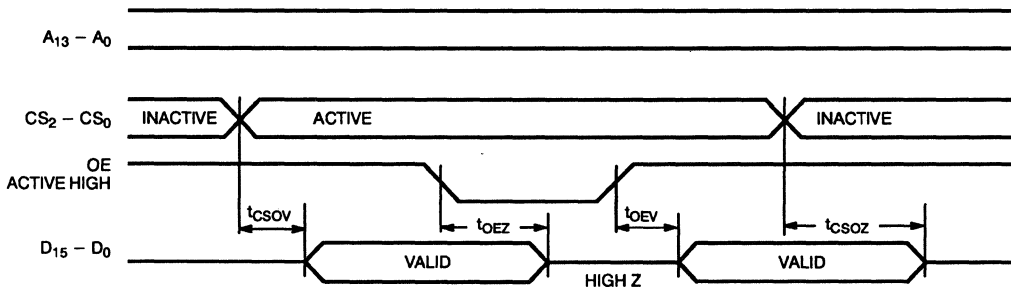 A13 – A0
CS2 – CS0
INACTIVE
ACTIVE
INACTIVE
OE
ACTIVE HIGH
tCSOV
tOEZ
tOEV
tCSOZ
D15 – D0
VALID
HIGH Z
VALID